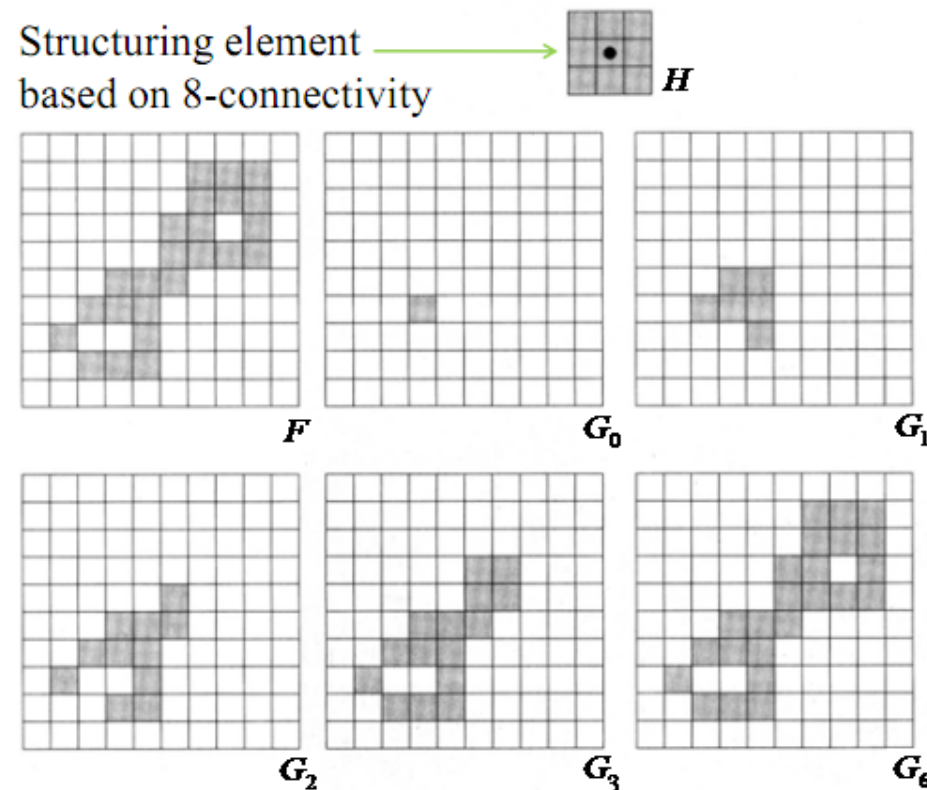 Structuring element
based on 8-connectivity
H
F
G₀
G₁
G₂
G₃
G₆